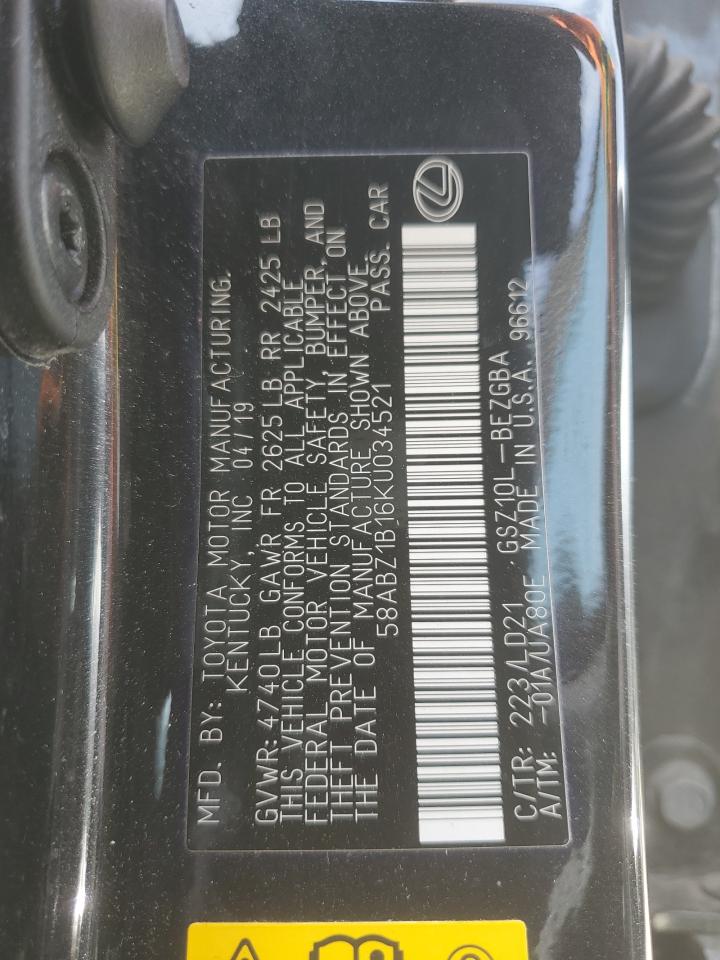 MFD. BY: TOYOTA MOTOR MANUFACTURING.
KENTUCKY, INC 04/19
GVWR: 4740LB GAWR FR 2625LB RR 2425 LB
THIS VEHICLE CONFORMS TO ALL APPLICABLE
FEDERAL MOTOR VEHICLE SAFETY, BUMPER, AND
THEFT PREVENTION STANDARDS IN EFFECT ON
THE DATE OF MANUFACTURE SHOWN ABOVE.
58ABZ1B16KU034521 PASS. CAR
C/TR: 223/LD21 GSZ10L-BEZGBA
A/TM: -01A/UA80E MADE IN U.S.A. 96612